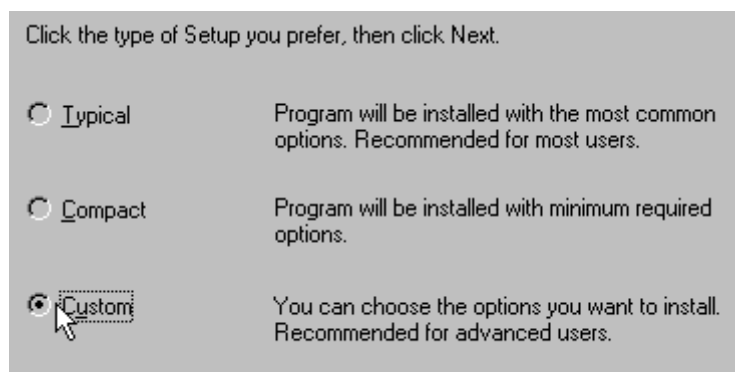 Click the type of Setup you prefer, then click Next.
Typical
Program will be installed with the most common
options. Recommended for most users.
Compact
Program will be installed with minimum required
options.
Custom
You can choose the options you want to install.
Recommended for advanced users.